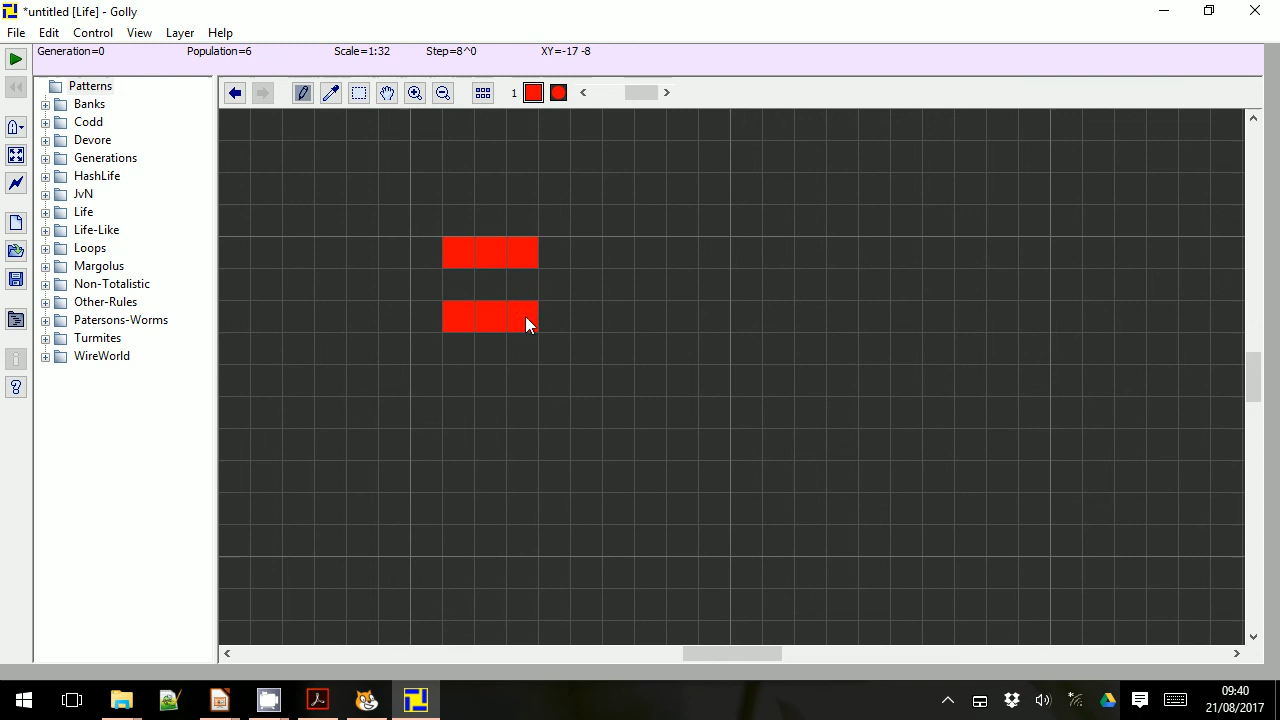 *untitled [Life] - Golly
File Edit Control View Layer Help
Generation=0 Population=6 Scale=1:32 Step=8^0 XY=-17 -8
Patterns
1
Banks
Codd
Devore
Generations
HashLife
JvN
Life
Life-Like
Loops
Margolus
Non-Totalistic
Other-Rules
Patersons-Worms
Turmites
WireWorld
09:40
21/08/2017